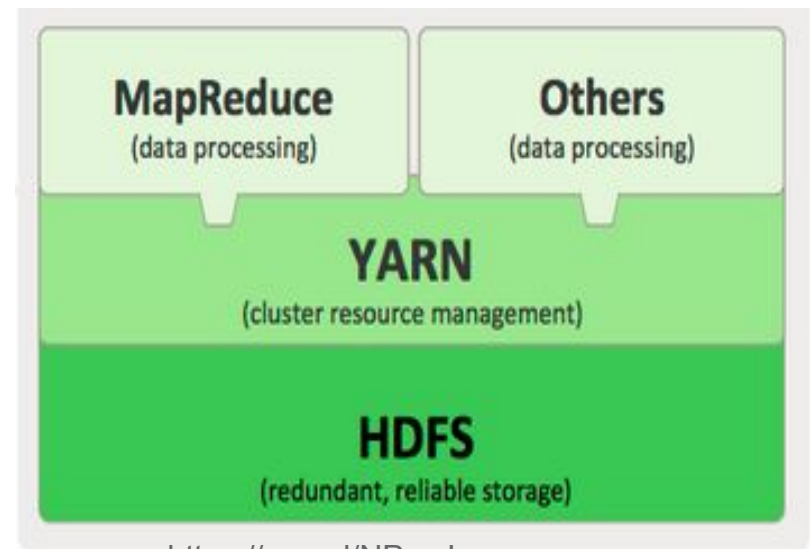 MapReduce
(data processing)
Others
(data processing)
YARN
(cluster resource management)
HDFS
(redundant, reliable storage)